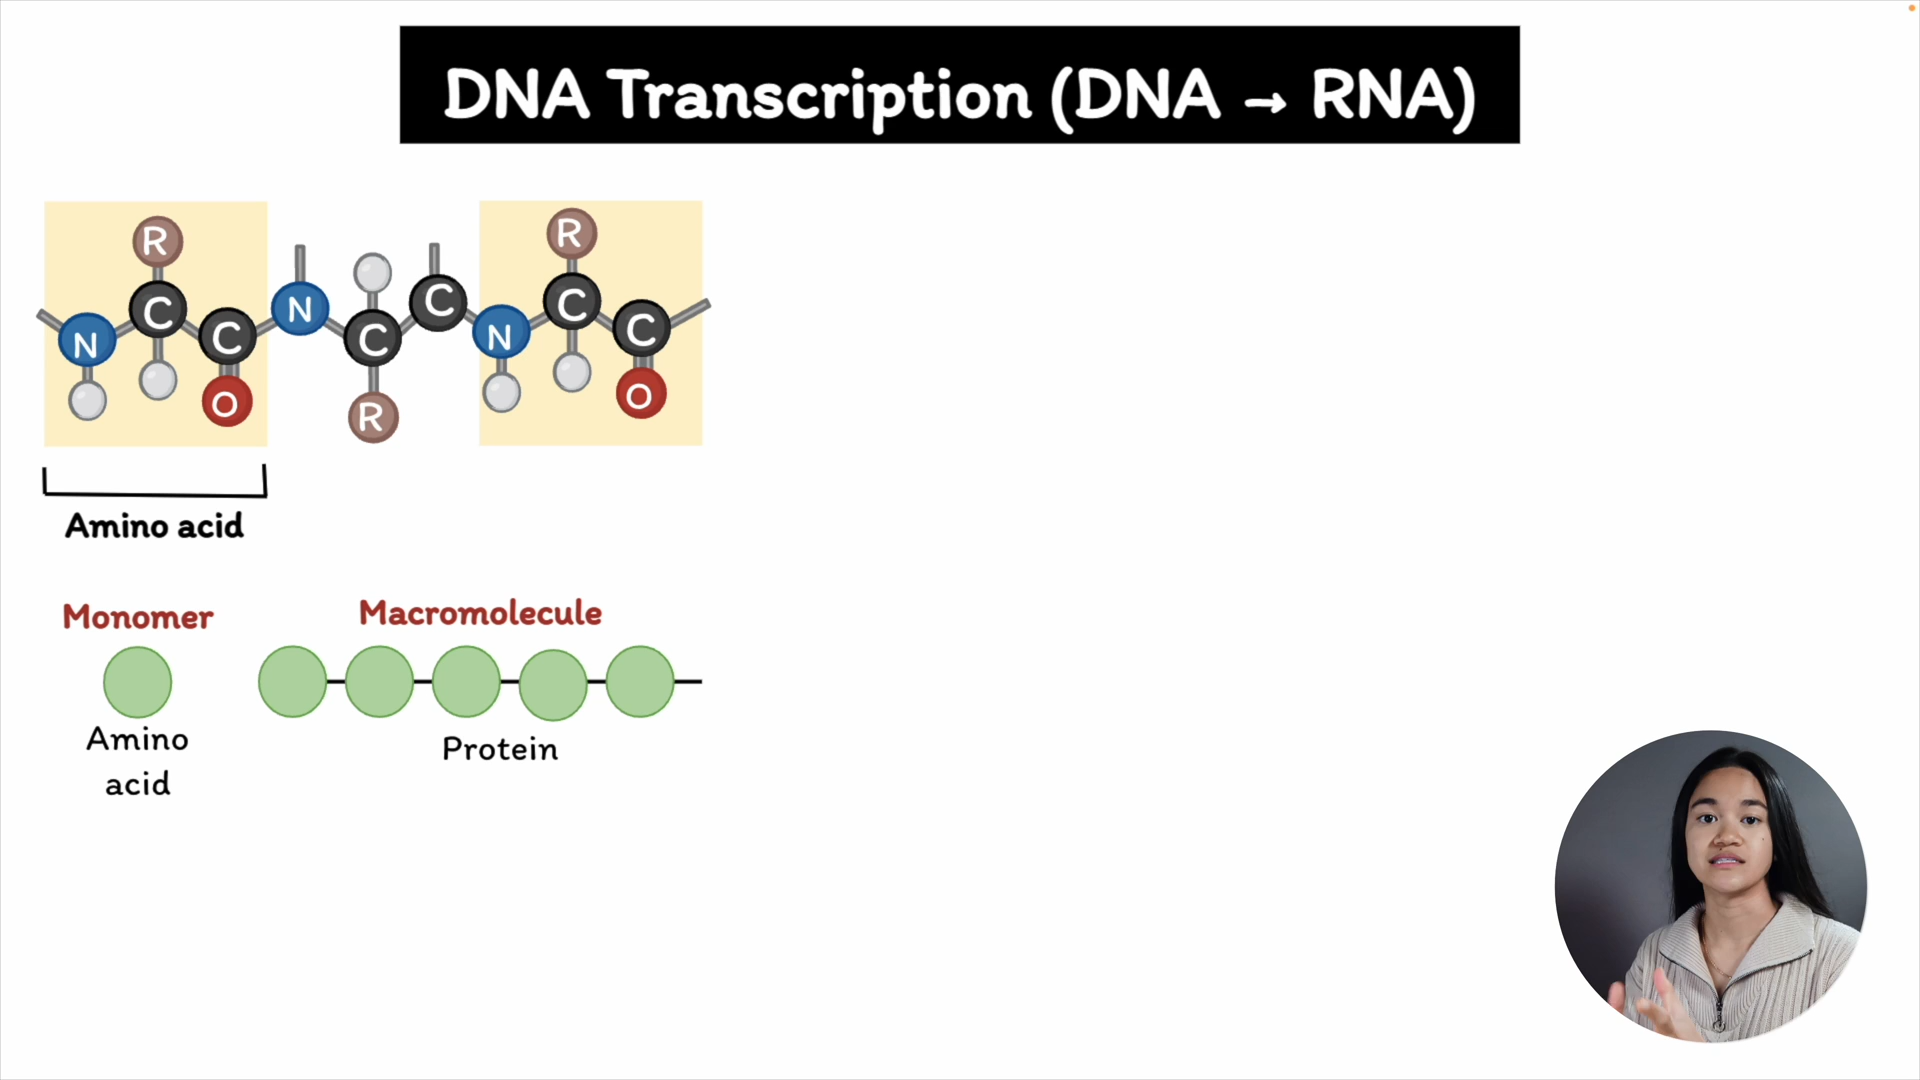 DNA Transcription (DNA → RNA)
R
R
N
C
C
N
C
C
N
C
C
O
R
O
Amino acid
Monomer
Macromolecule
Amino
acid
Protein